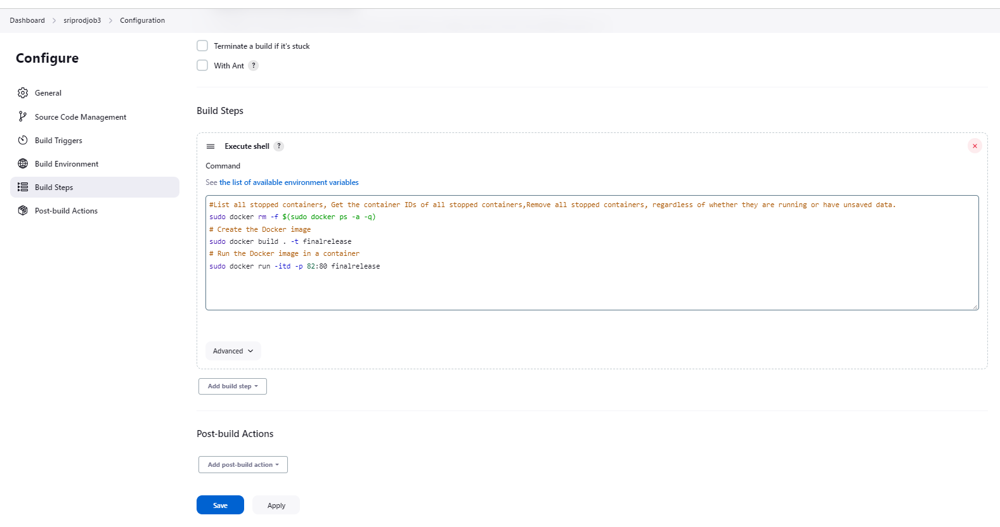 Dashboard > sriprodjob3 > Configuration
Configure
General
Source Code Management
Build Triggers
Build Environment
Build Steps
Post-build Actions
Terminate a build if it's stuck
With Ant ?
Build Steps
Execute shell ?
Command
See the list of available environment variables
#List all stopped containers, Get the container IDs of all stopped containers,Remove all stopped containers, regardless of whether they are running or have unsaved data.
sudo docker rm -f $(sudo docker ps -a -q)
# Create the Docker image
sudo docker build . -t finalrelease
# Run the Docker image in a container
sudo docker run -itd -p 82:80 finalrelease
Advanced
Add build step
Post-build Actions
Add post-build action
Save Apply